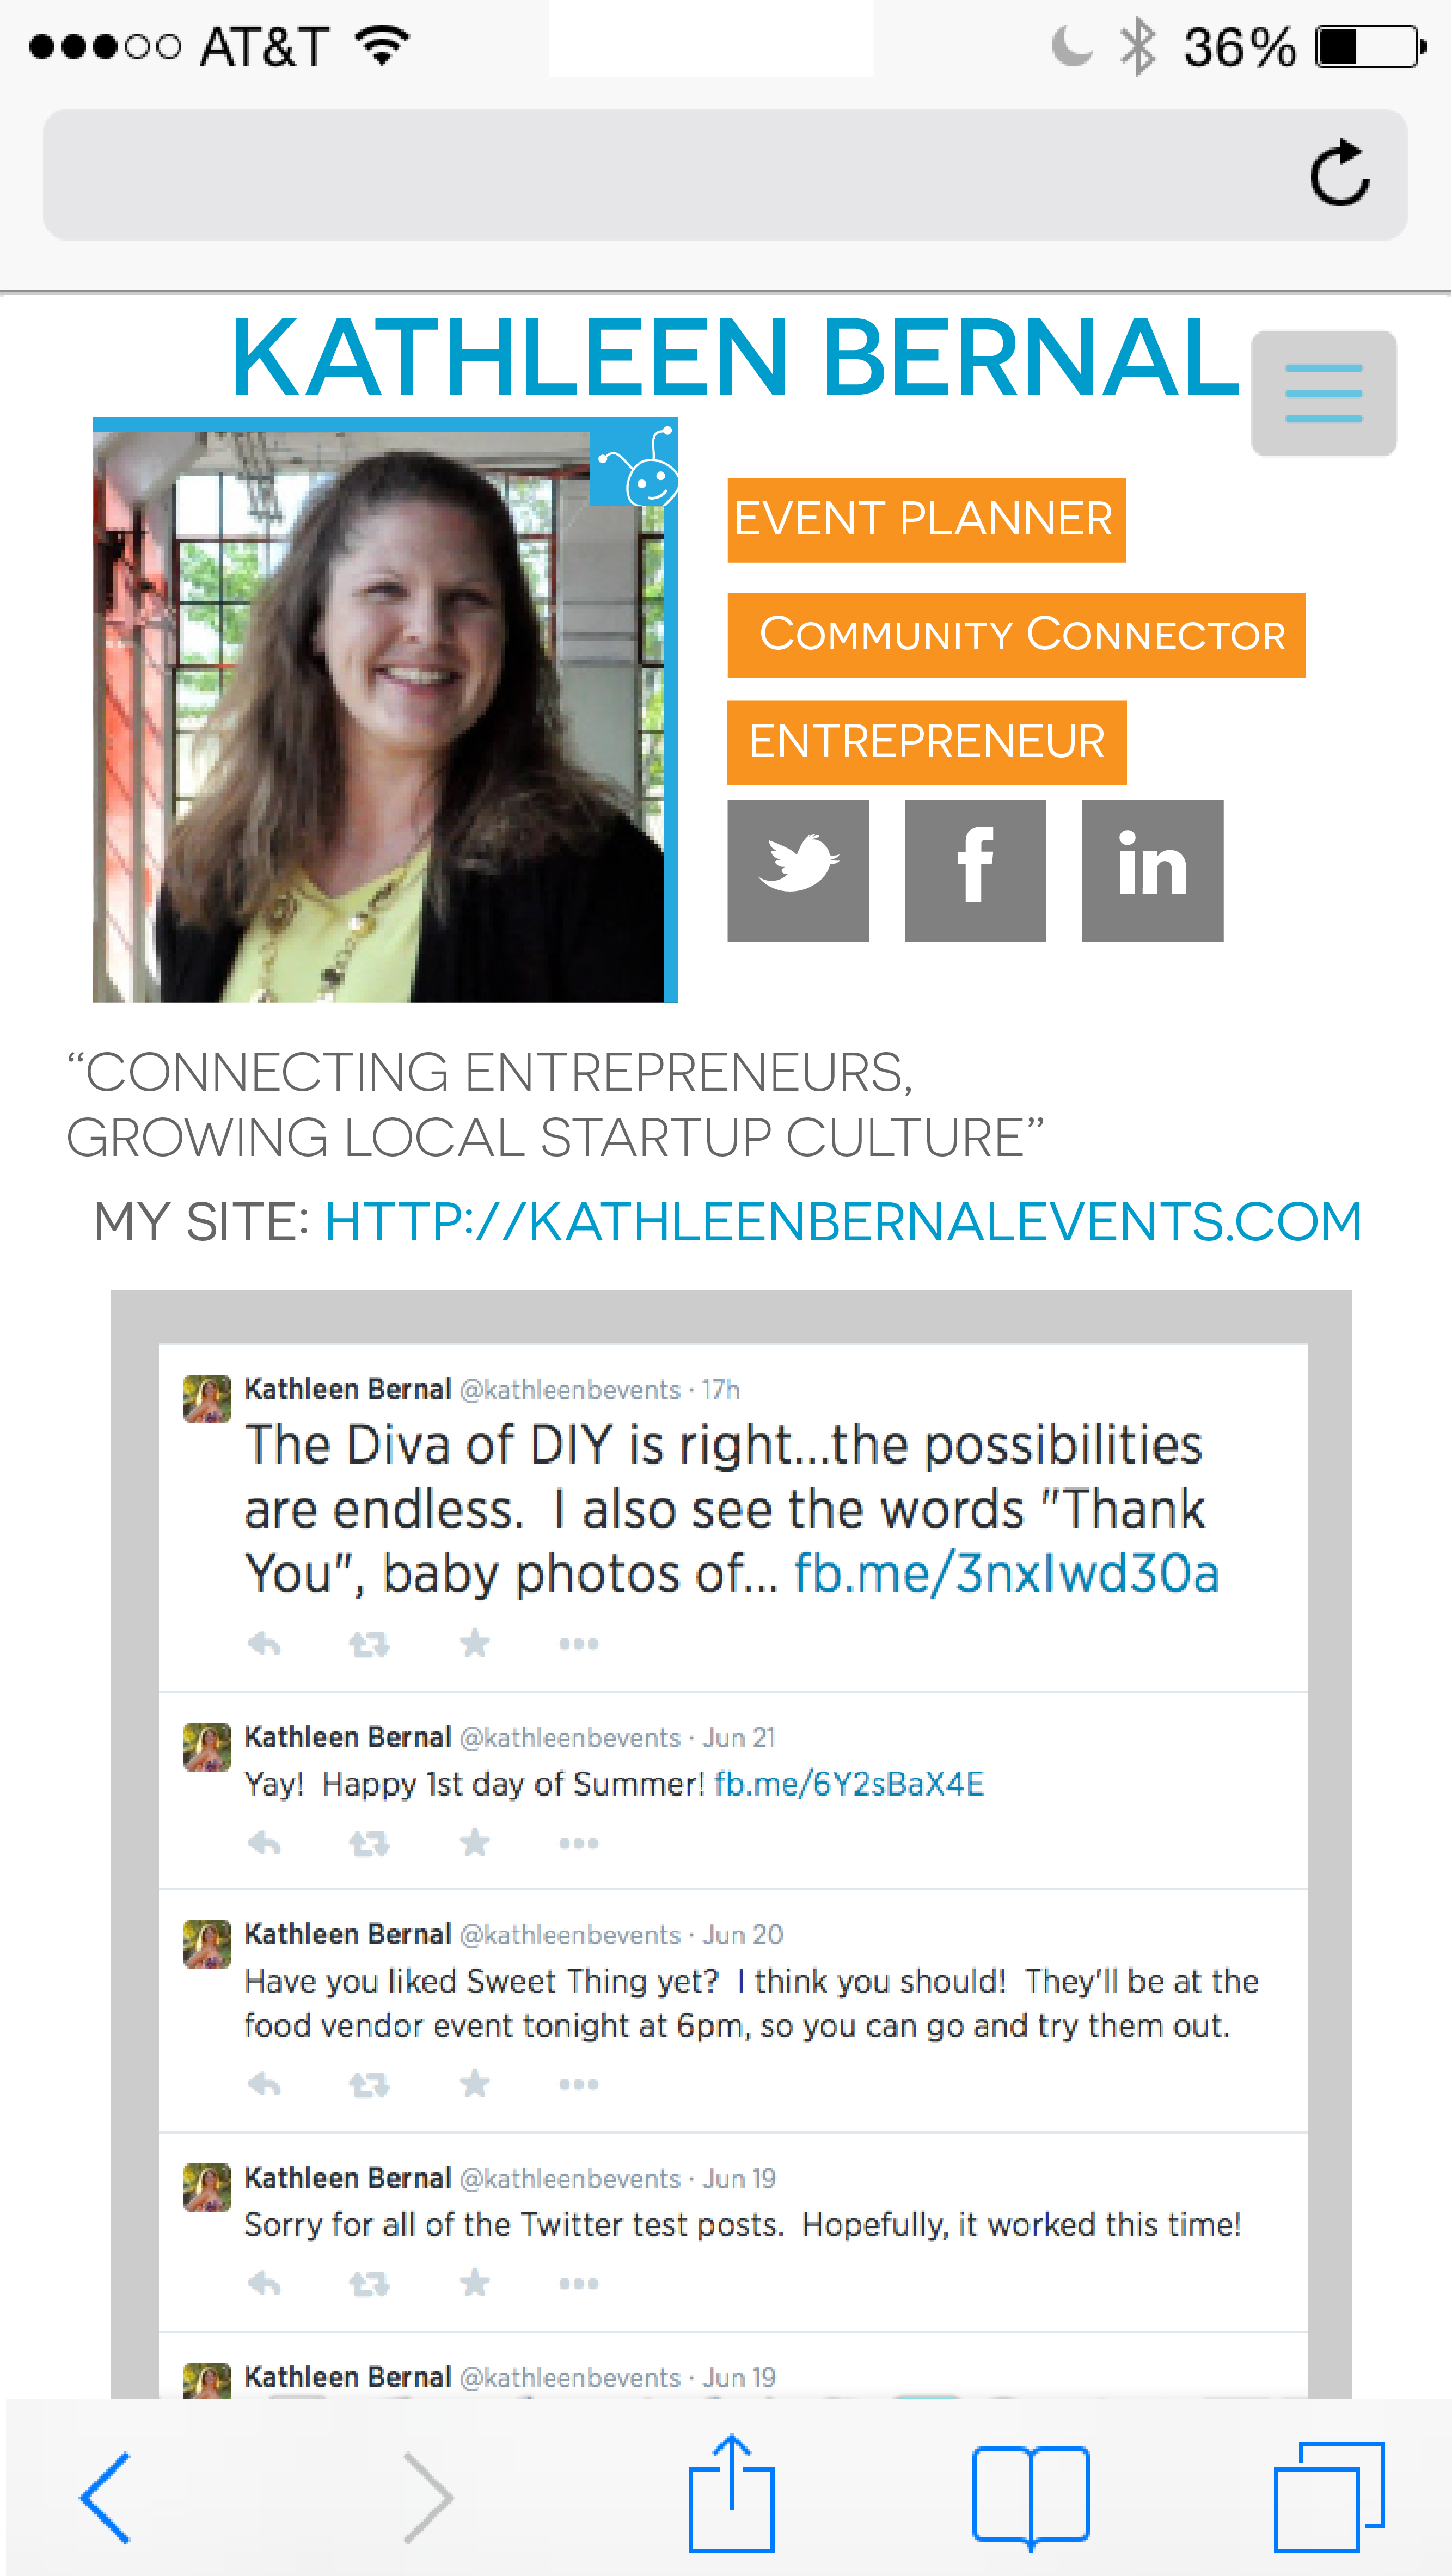 AT&T 36%
KATHLEEN BERNAL
EVENT PLANNER
COMMUNITY CONNECTOR
ENTREPRENEUR
f in
“CONNECTING ENTREPRENEURS,
GROWING LOCAL STARTUP CULTURE”
MY SITE: HTTP://KATHLEENBERNALEVENTS.COM
Kathleen Bernal @kathleenbevents · 17h
The Diva of DIY is right...the possibilities
are endless. I also see the words "Thank
You", baby photos of... fb.me/3nxlwd30a
Kathleen Bernal @kathleenbevents · Jun 21
Yay! Happy 1st day of Summer! fb.me/6Y2sBaX4E
Kathleen Bernal @kathleenbevents · Jun 20
Have you liked Sweet Thing yet? I think you should! They'll be at the
food vendor event tonight at 6pm, so you can go and try them out.
Kathleen Bernal @kathleenbevents · Jun 19
Sorry for all of the Twitter test posts. Hopefully, it worked this time!
Kathleen Bernal @kathleenbevents · Jun 19